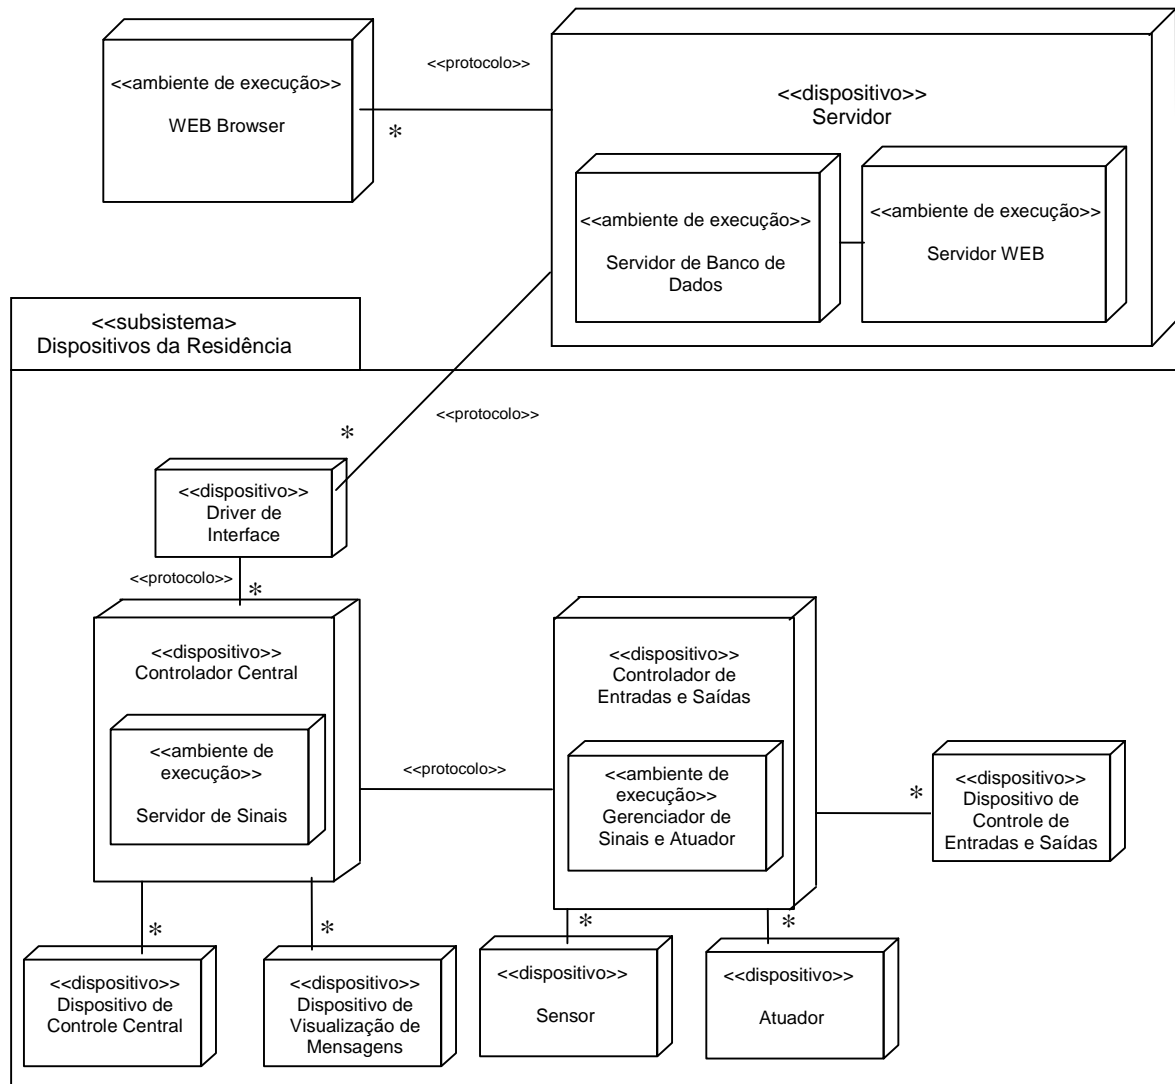 <<ambiente de execução>>
WEB Browser
*
<<protocolo>>
<<dispositivo>>
Servidor
<<ambiente de execução>>
Servidor de Banco de
Dados
<<ambiente de execução>>
Servidor WEB
<<subsistema>
Dispositivos da Residência
<<protocolo>>
*
<<dispositivo>>
Driver de
Interface
<<protocolo>>
*
<<dispositivo>>
Controlador Central
<<ambiente de
execução>>
Servidor de Sinais
<<protocolo>>
<<dispositivo>>
Controlador de
Entradas e Saídas
<<ambiente de
execução>>
Gerenciador de
Sinais e Atuador
*
<<dispositivo>>
Dispositivo de
Controle de
Entradas e Saídas
*
*
*
*
<<dispositivo>>
Dispositivo de
Controle Central
<<dispositivo>>
Dispositivo de
Visualização de
Mensagens
<<dispositivo>>
Sensor
<<dispositivo>>
Atuador